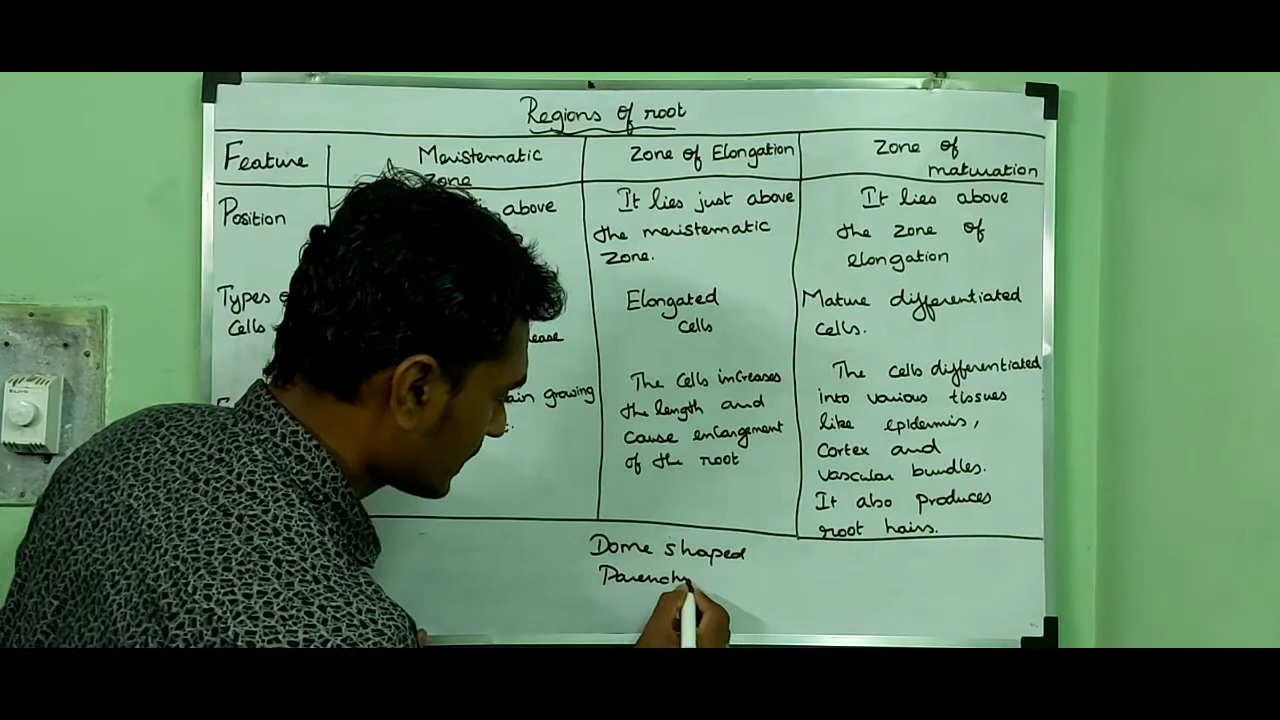 Regions of root
Feature
Meristematic
Zone
Zone of Elongation
Zone of
maturation
Position
above
It lies just above
the meristematic
Zone.
It lies above
the zone of
elongation
Types
Cells
Elongated
cells
Mature differentiated
cells.
growing
The cells increases
the length and
cause enlargement
of the root
The cells differentiated
into various tissues
like epidermis,
Cortex and
vascular bundles.
It also produces
root hairs.
Dome shaped
Parenchy